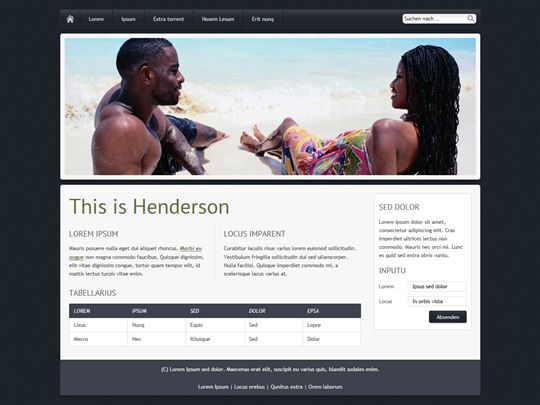 Lorem Ipsum Extra torrent Nosem Lesum Erit nunq Suchen nach ...
This is Henderson
LOREM IPSUM
Mauris posuere nulla eget dui aliquet rhoncus. Morbi eu
augue non magna commodo faucibus. Quisque dignissim,
elit vitae dignissim congue, tortor quam tempor elit, id
mattis lectus turpis vitae enim.
LOCUS IMPARENT
Curabitur iaculis risus varius lorem euismod sollicitudin.
Vestibulum fringilla sollicitudin dui sed ullamcorper.
Nulla facilisi. Quisque imperdiet commodo mi, a
scelerisque lacus varius at.
TABELLARIUS
LOREM IPSUM SED DOLOR EPSA
Lixus Nunq Equis Sed Lopre
Mecro Nec Illiusque Sed Dolor
SED DOLOR
Lorem ipsum dolor sit amet,
consectetur adipiscing elit. Cras
imperdiet ultrices lectus non
commodo. Mauris nec orci mi. Lunc
es quid sed extra obris vuntu.
INPUTU
Lorem Ipsus sed dolor
Locus In orbis vista
Absenden
(C) Lorem ipsum sed dolor. Maecenas erat elit, suscipit eu varius quis, blandit sodales enim.
Lorem Ipsum | Locus erebus | Qunitus extra | Orem laborum